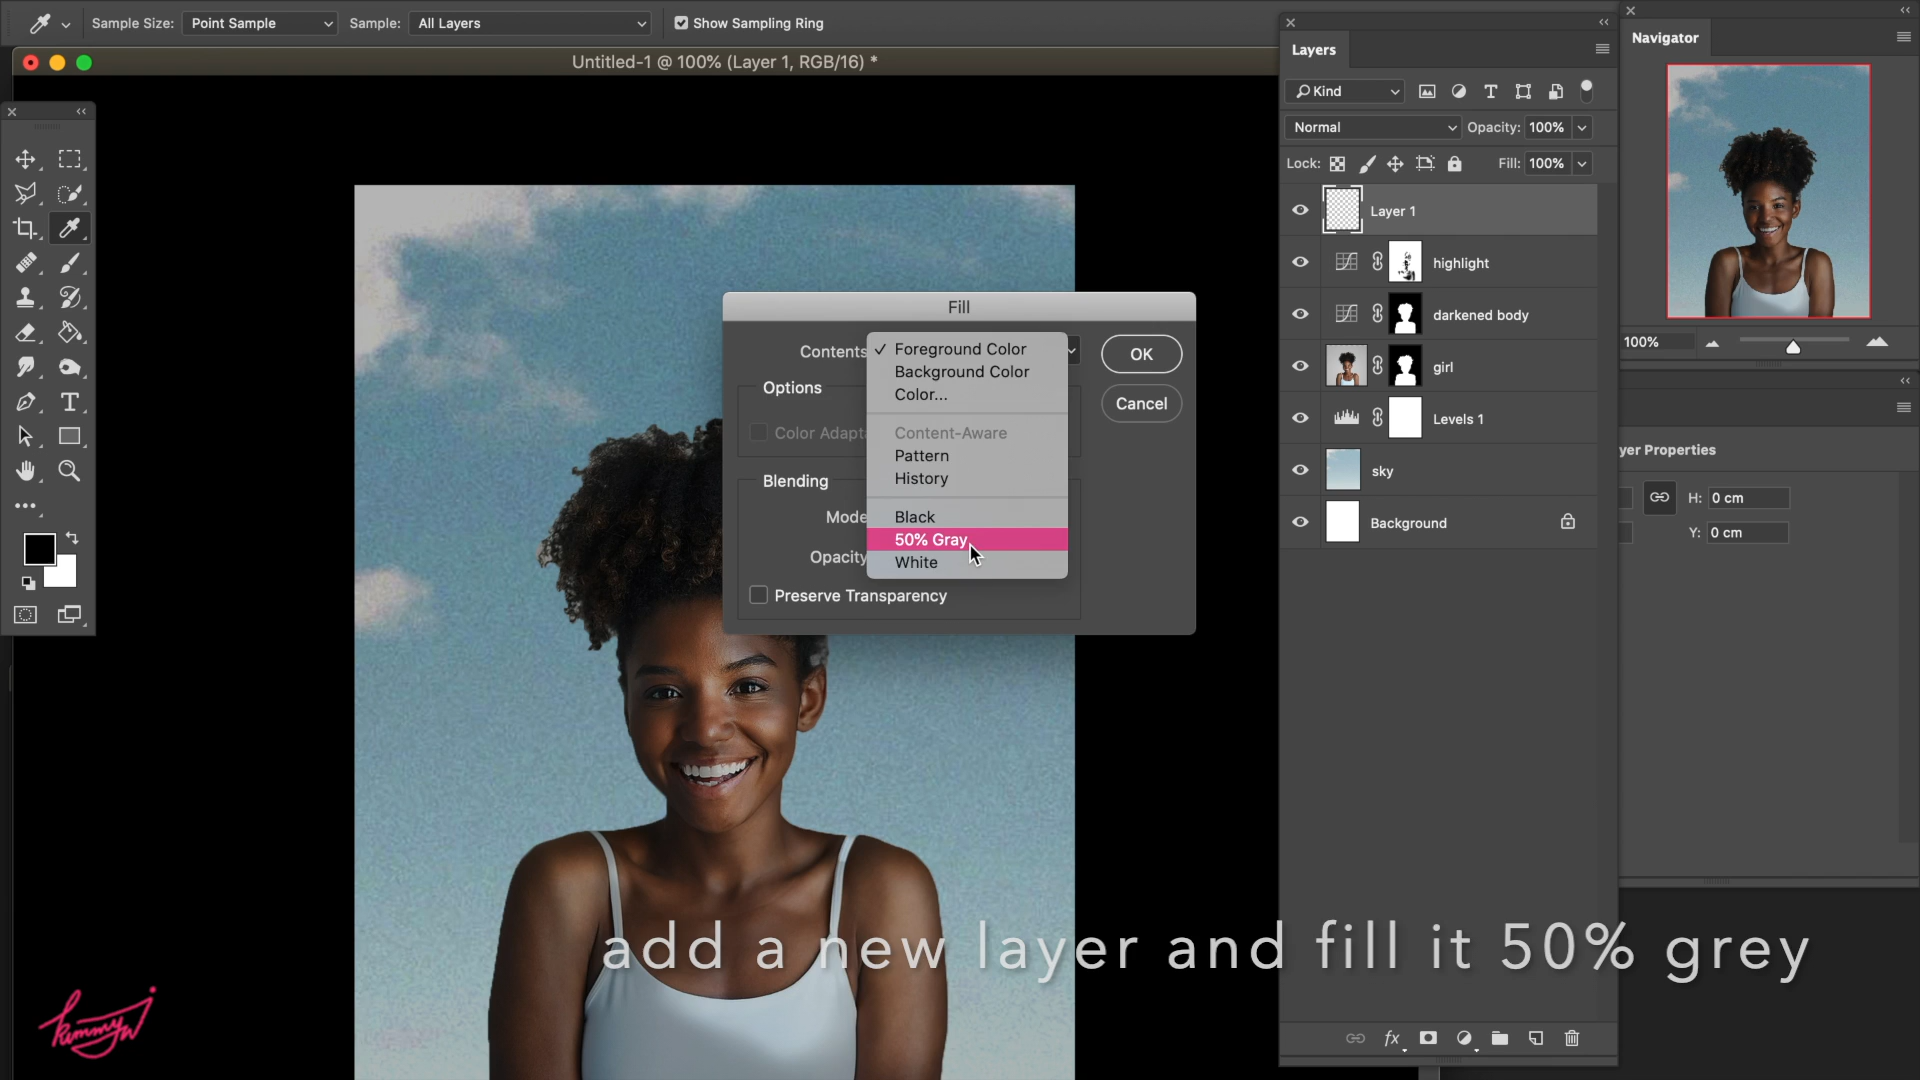 Sample Size: Point Sample Sample: All Layers Show Sampling Ring
Untitled-1 @ 100% (Layer 1, RGB/16) *
Fill
Contents
Foreground Color
Background Color
Color...
Content-Aware
Pattern
History
Black
50% Gray
White
Options
Color Adapt
Blending
Mode
Opacity
Preserve Transparency
OK
Cancel
Layers
Kind
Normal Opacity: 100%
Lock: Fill: 100%
Layer 1
highlight
darkened body
girl
Levels 1
sky
Background
fx
Navigator
100%
yer Properties
H: 0 cm
Y: 0 cm
add a new layer and fill it 50% grey
kimmyw